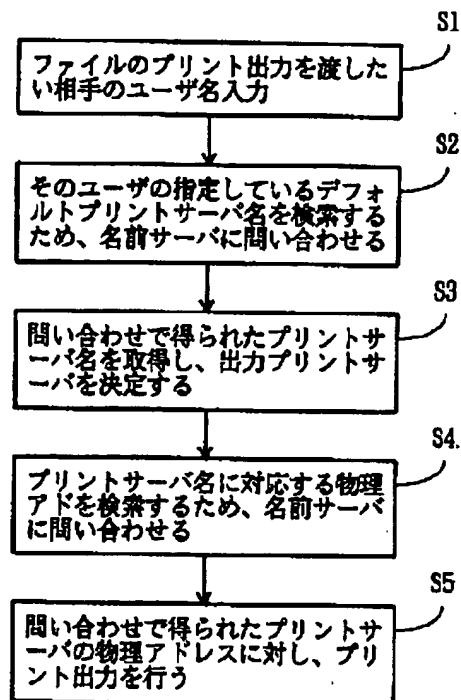 S1
ファイルのプリント出力を渡した
い相手のユーザ名入力
S2
そのユーザの指定しているデフォ
ルトプリントサーバ名を検索する
ため、名前サーバに問い合わせる
S3
問い合わせで得られたプリントサ
ーバ名を取得し、出力プリントサ
ーバを決定する
S4.
プリントサーバ名に対応する物理
アドを検索するため、名前サーバ
に問い合わせる
S5
問い合わせで得られたプリントサ
ーバの物理アドレスに対し、プリ
ント出力を行う